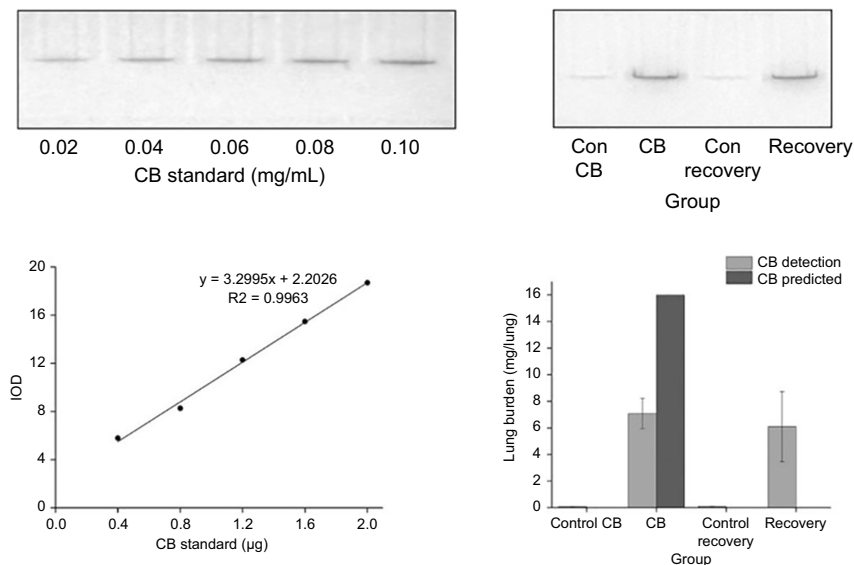 0.02 0.04 0.06 0.08 0.10
CB standard (mg/mL)
Con CB Con Recovery
CB recovery
Group
20
16
12
8
4
0
IOD
y = 3.2995x + 2.2026
R2 = 0.9963
0.0 0.4 0.8 1.2 1.6 2.0
CB standard (µg)
CB detection
CB predicted
16
14
12
10
8
6
4
2
0
Lung burden (mg/lung)
Control CB CB Control Recovery
recovery
Group